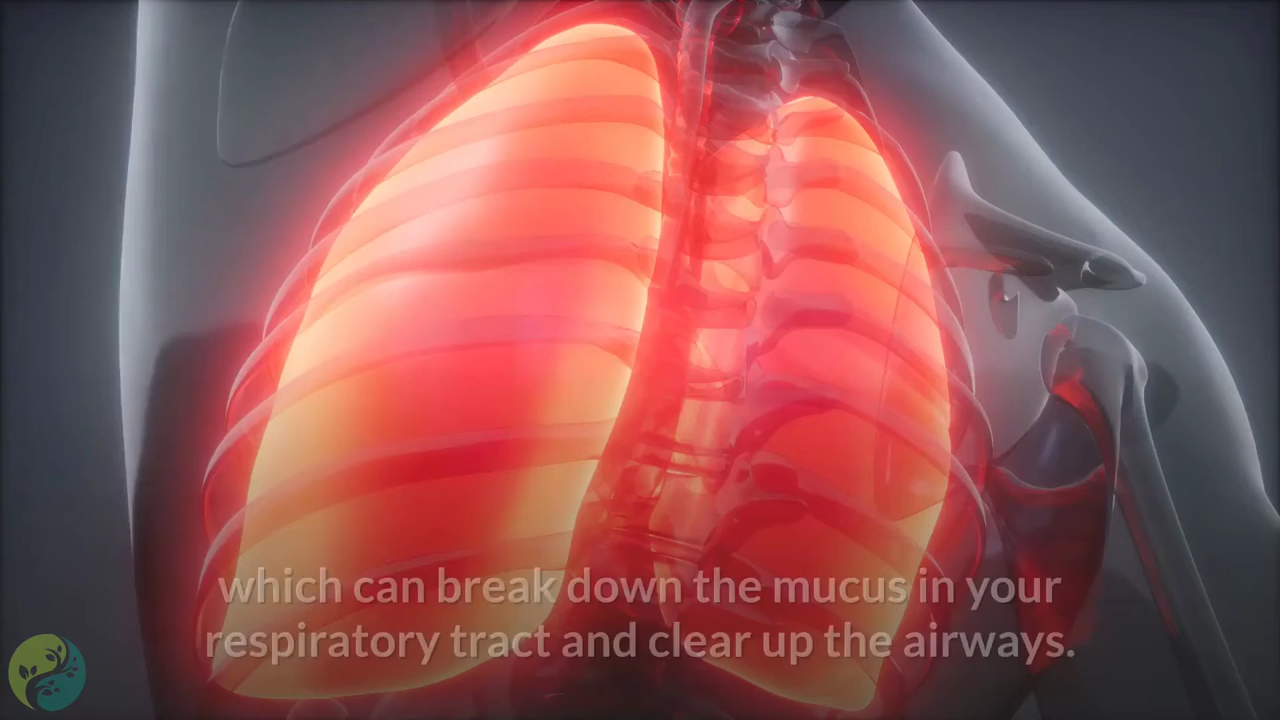 which can break down the mucus in your
respiratory tract and clear up the airways.